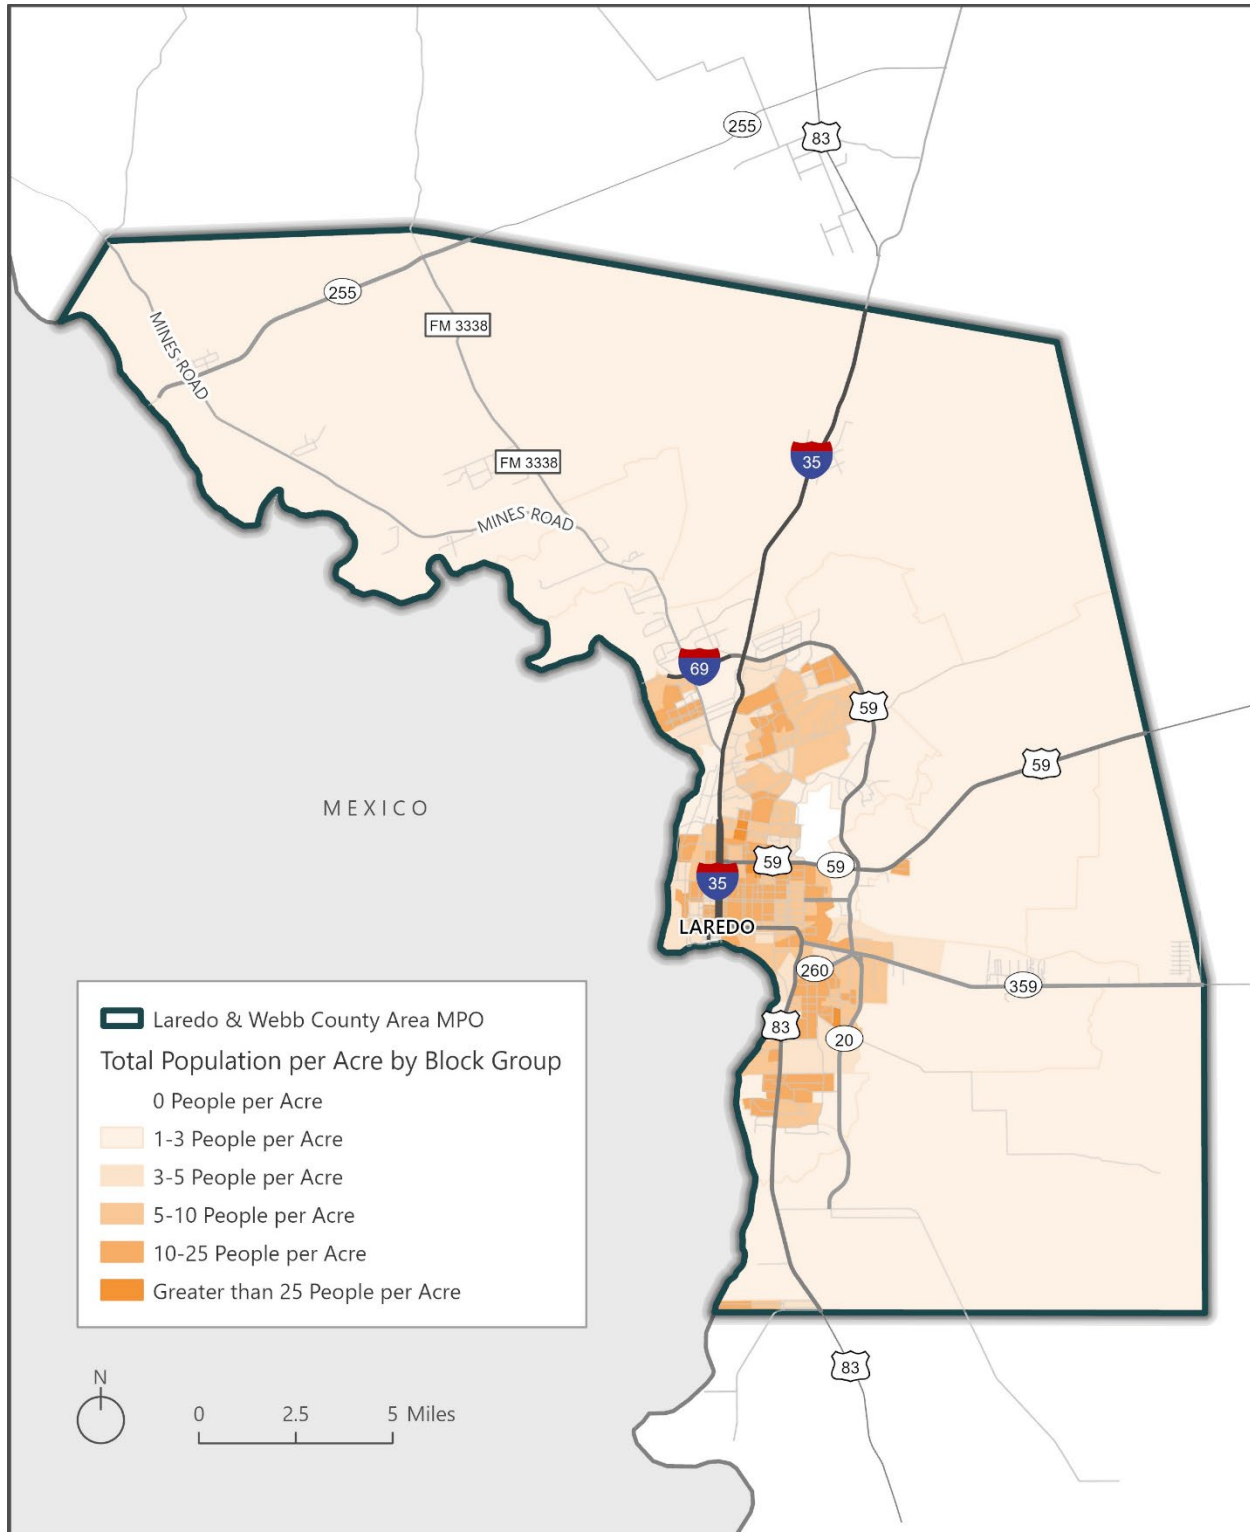 255
83
255
FM 3338
MINES ROAD
35
FM 3338
MINES ROAD
69
59
59
MEXICO
59
59
35
LAREDO
260
359
83
20
Laredo & Webb County Area MPO
Total Population per Acre by Block Group
0 People per Acre
1-3 People per Acre
3-5 People per Acre
5-10 People per Acre
10-25 People per Acre
Greater than 25 People per Acre
83
N
0 2.5 5 Miles